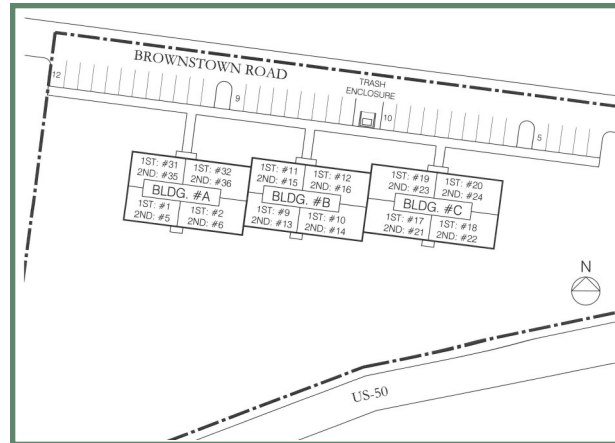 BROWNSTOWN ROAD
TRASH
ENCLOSURE
12
9
10
5
1ST: #31
2ND: #35
1ST: #32
2ND: #36
BLDG. #A
1ST: #1
2ND: #5
1ST: #2
2ND: #6
1ST: #11
2ND: #15
1ST: #12
2ND: #16
BLDG. #B
1ST: #9
2ND: #13
1ST: #10
2ND: #14
1ST: #19
2ND: #23
1ST: #20
2ND: #24
BLDG. #C
1ST: #17
2ND: #21
1ST: #18
2ND: #22
N
US-50